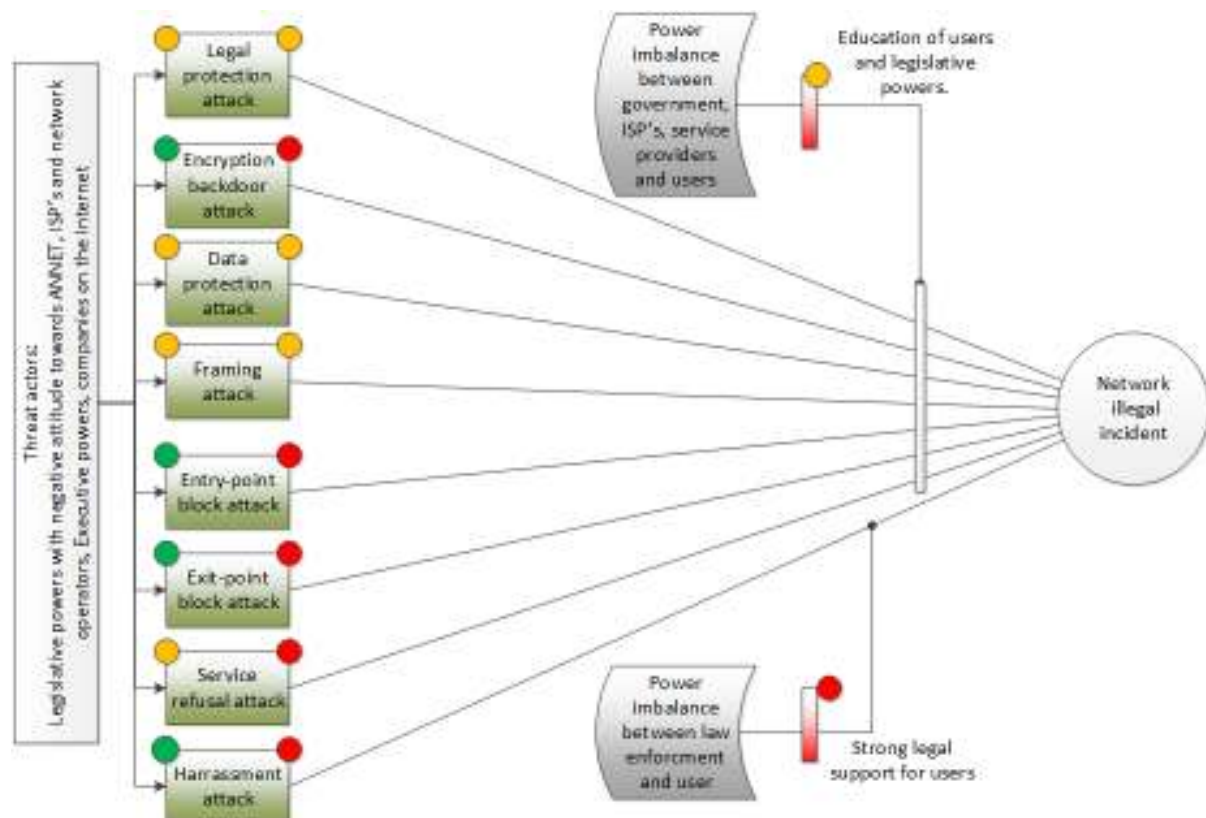 Threat actors:
Legislative powers with negative attitude towards ANNET, ISP's and network
operators, Executive powers, companies on the Internet
Legal
protection
attack
Encryption
backdoor
attack
Data
protection
attack
Framing
attack
Entry-point
block attack
Exit-point
block attack
Service
refusal attack
Harrassment
attack
Power
imbalance
between
government,
ISP's, service
providers
and users
Education of users
and legislative
powers.
Network
illegal
incident
Power
imbalance
between law
enforcment
and user
Strong legal
support for users